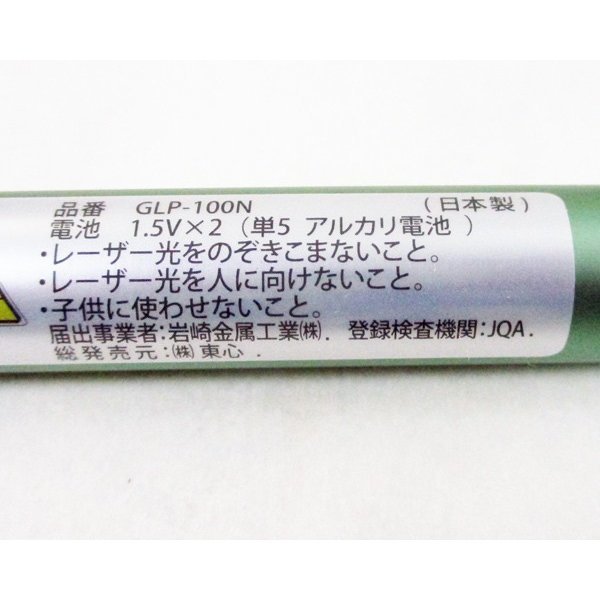 品番 GLP-100N (日本製)
電池 1.5V×2 (単5 アルカリ電池 )
・レーザー光をのぞきこまないこと。
・レーザー光を人に向けないこと。
・子供に使わせないこと。
届出事業者:岩崎金属工業㈱. 登録検査機関:JQA.
総発売元:㈱東心.